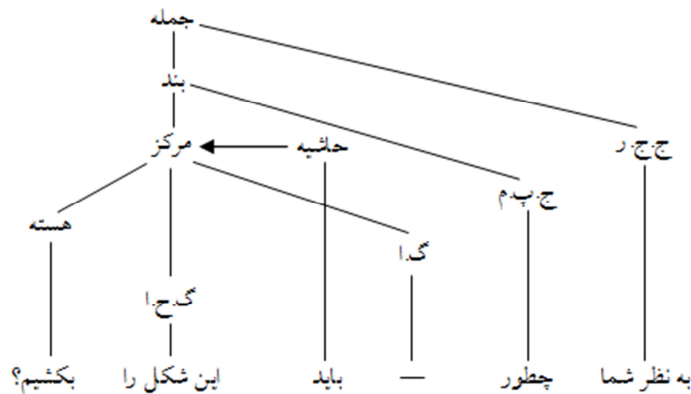 جمله
بند
ج.ج.ر
حاشیه
مرکز
ج.پ.م
هسته
گ.ا
گ.ح.ا
به نظر شما چطور — باید این شکل را بکشیم؟